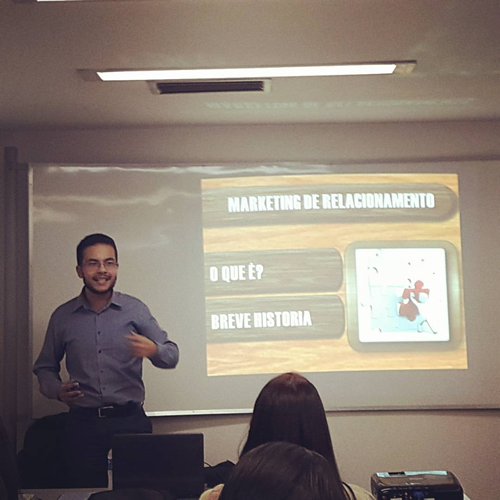 MARKETING DE RELACIONAMENTO
O QUE É?
BREVE HISTORIA